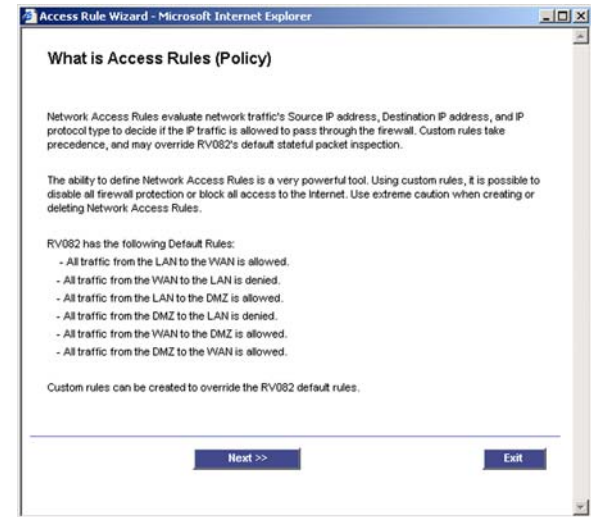 Access Rule Wizard - Microsoft Internet Explorer
What is Access Rules (Policy)
Network Access Rules evaluate network traffic's Source IP address, Destination IP address, and IP
protocol type to decide if the IP traffic is allowed to pass through the firewall. Custom rules take
precedence, and may override RV082's default stateful packet inspection.
The ability to define Network Access Rules is a very powerful tool. Using custom rules, it is possible to
disable all firewall protection or block all access to the Internet. Use extreme caution when creating or
deleting Network Access Rules.
RV082 has the following Default Rules:
- All traffic from the LAN to the WAN is allowed.
- All traffic from the WAN to the LAN is denied.
- All traffic from the LAN to the DMZ is allowed.
- All traffic from the DMZ to the LAN is denied.
- All traffic from the WAN to the DMZ is allowed.
- All traffic from the DMZ to the WAN is allowed.
Custom rules can be created to override the RV082 default rules.
Next >>
Exit